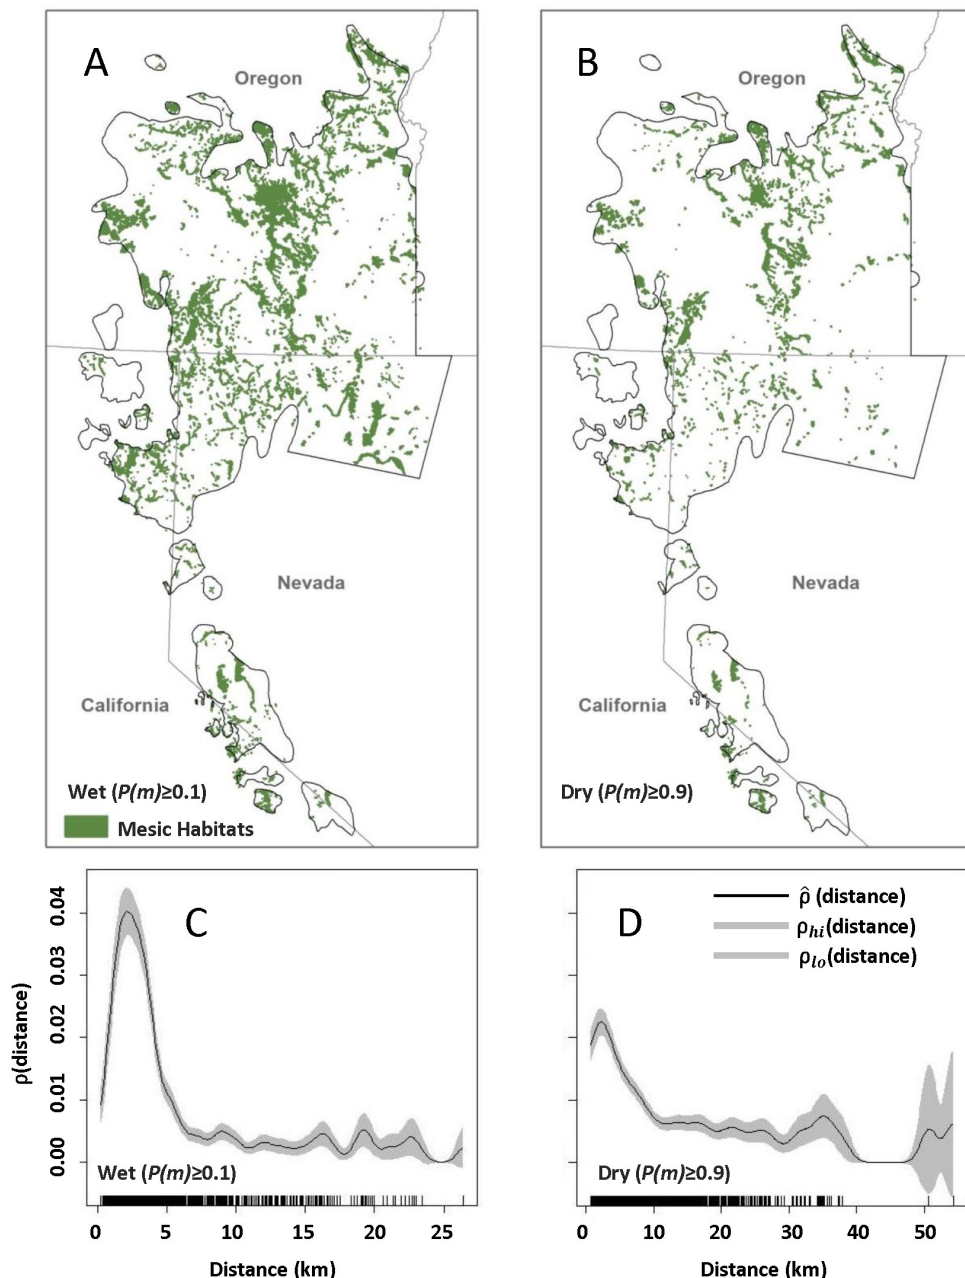 A
Oregon
Nevada
California
Wet (P(m)≥0.1)
Mesic Habitats
B
Oregon
Nevada
California
Dry (P(m)≥0.9)
C
ρ(distance)
0.04
0.03
0.02
0.01
0.00
Wet (P(m)≥0.1)
0 5 10 15 20 25
Distance (km)
D
ρ̂ (distance)
ρhi(distance)
ρlo(distance)
Dry (P(m)≥0.9)
0 10 20 30 40 50
Distance (km)